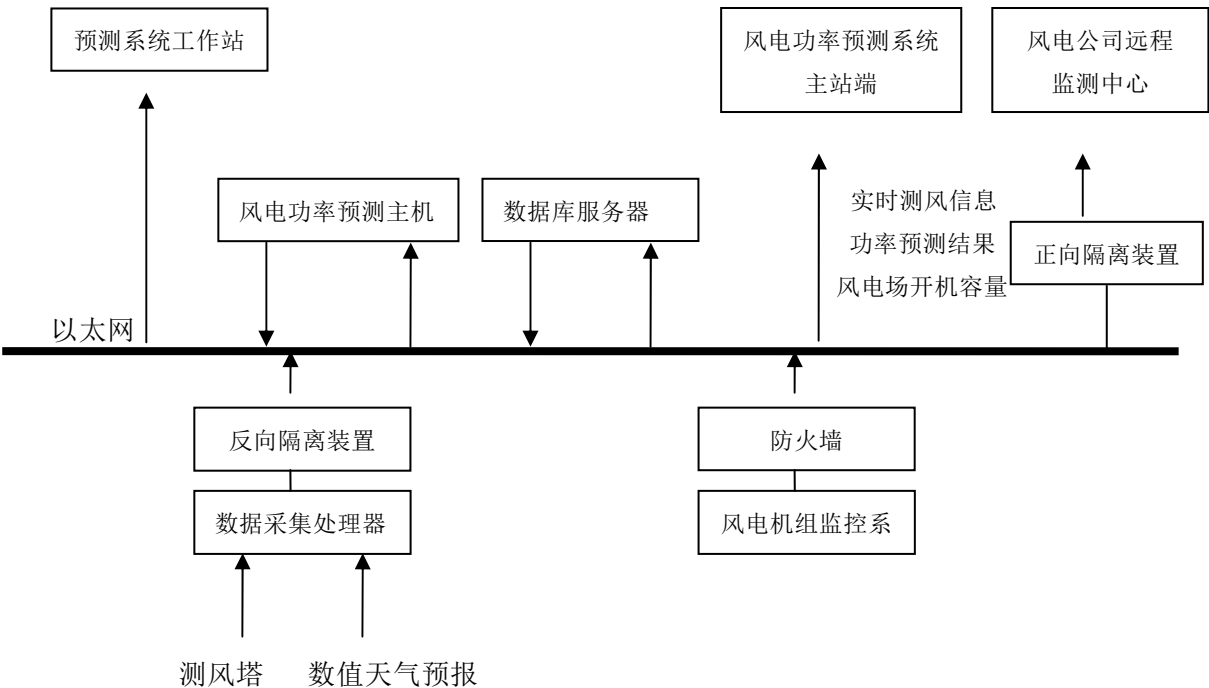 预测系统工作站
风电功率预测系统
主站端
风电公司远程
监测中心
风电功率预测主机
数据库服务器
实时测风信息
功率预测结果
风电场开机容量
正向隔离装置
以太网
反向隔离装置
防火墙
数据采集处理器
风电机组监控系
测风塔
数值天气预报